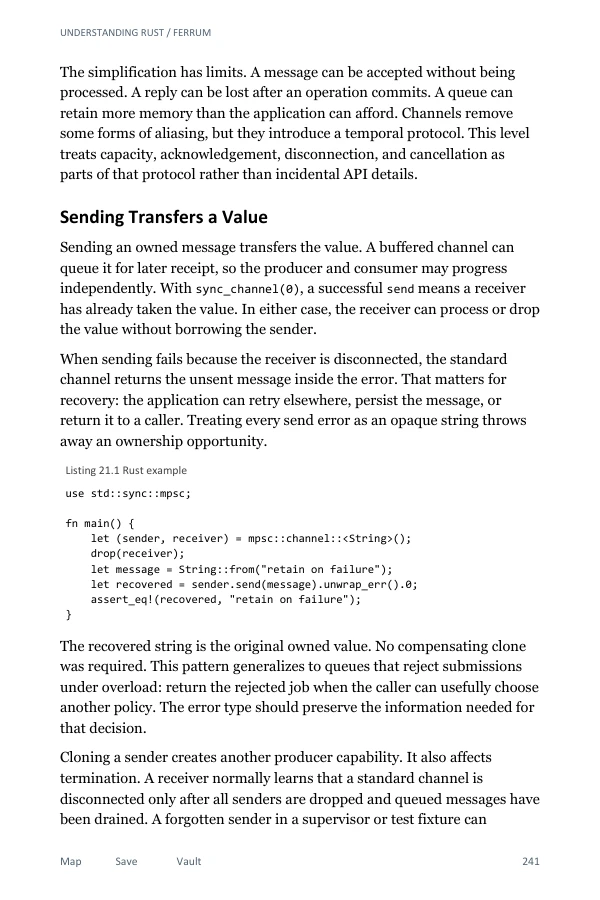 UNDERSTANDING RUST / FERRUM
The simplification has limits. A message can be accepted without being
processed. A reply can be lost after an operation commits. A queue can
retain more memory than the application can afford. Channels remove
some forms of aliasing, but they introduce a temporal protocol. This level
treats capacity, acknowledgement, disconnection, and cancellation as
parts of that protocol rather than incidental API details.
Sending Transfers a Value
Sending an owned message transfers the value. A buffered channel can
queue it for later receipt, so the producer and consumer may progress
independently. With sync_channel(0), a successful send means a receiver
has already taken the value. In either case, the receiver can process or drop
the value without borrowing the sender.
When sending fails because the receiver is disconnected, the standard
channel returns the unsent message inside the error. That matters for
recovery: the application can retry elsewhere, persist the message, or
return it to a caller. Treating every send error as an opaque string throws
away an ownership opportunity.
Listing 21.1 Rust example
use std::sync::mpsc;
fn main() {
    let (sender, receiver) = mpsc::channel::<String>();
    drop(receiver);
    let message = String::from("retain on failure");
    let recovered = sender.send(message).unwrap_err().0;
    assert_eq!(recovered, "retain on failure");
}
The recovered string is the original owned value. No compensating clone
was required. This pattern generalizes to queues that reject submissions
under overload: return the rejected job when the caller can usefully choose
another policy. The error type should preserve the information needed for
that decision.
Cloning a sender creates another producer capability. It also affects
termination. A receiver normally learns that a standard channel is
disconnected only after all senders are dropped and queued messages have
been drained. A forgotten sender in a supervisor or test fixture can
Map Save Vault 241